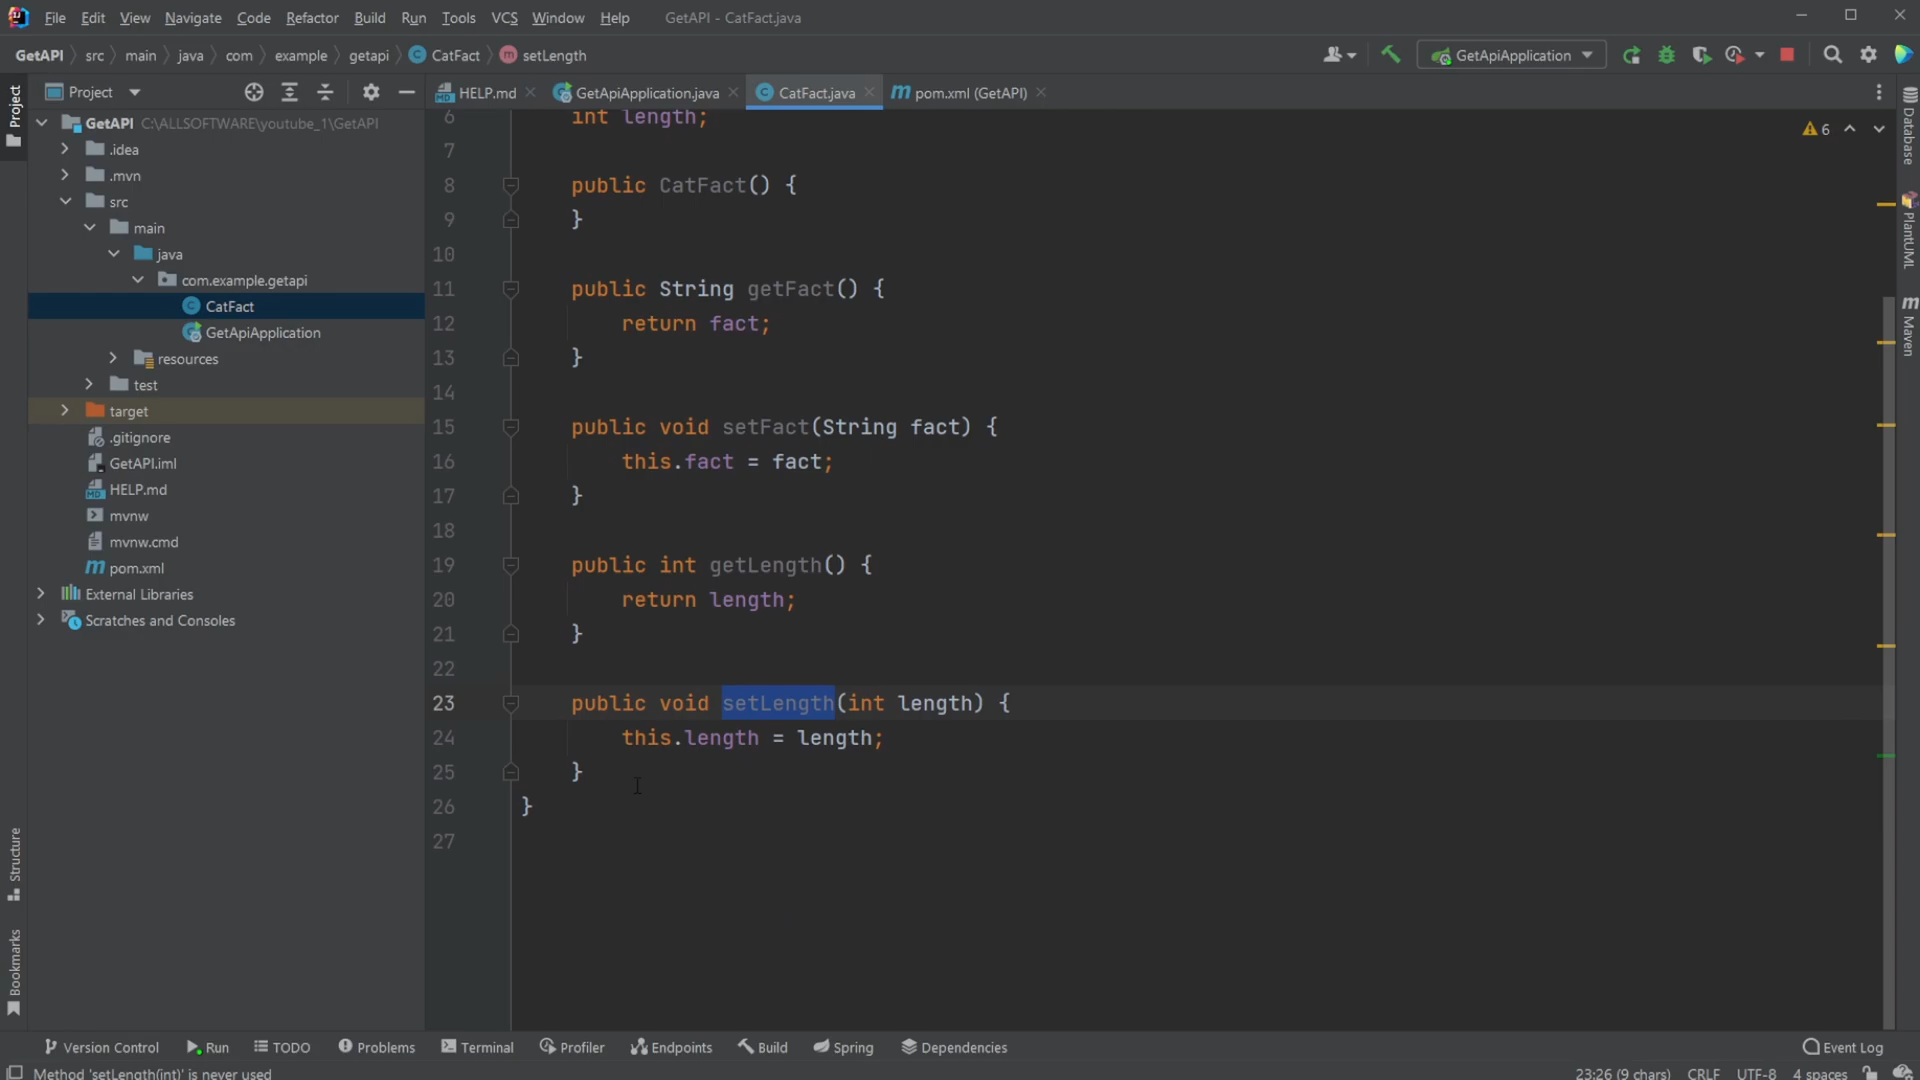 File Edit View Navigate Code Refactor Build Run Tools VCS Window Help GetAPI - CatFact.java
GetAPI src main java com example getapi CatFact setLength GetApiApplication
Project HELP.md GetApiApplication.java CatFact.java pom.xml (GetAPI)
Project
GetAPI C:\ALLSOFTWARE\youtube_1\GetAPI
.idea
.mvn
src
main
java
com.example.getapi
CatFact
GetApiApplication
resources
test
target
.gitignore
GetAPI.iml
HELP.md
mvnw
mvnw.cmd
pom.xml
External Libraries
Scratches and Consoles
Structure
Bookmarks
6 int length;
7
8 public CatFact() {
9 }
10
11 public String getFact() {
12 return fact;
13 }
14
15 public void setFact(String fact) {
16 this.fact = fact;
17 }
18
19 public int getLength() {
20 return length;
21 }
22
23 public void setLength(int length) {
24 this.length = length;
25 }
26 }
27
6
Database
PlantUML
Maven
Version Control Run TODO Problems Terminal Profiler Endpoints Build Spring Dependencies Event Log
Method 'setLength(int)' is never used 23:26 (9 chars) CRLF UTF-8 4 spaces